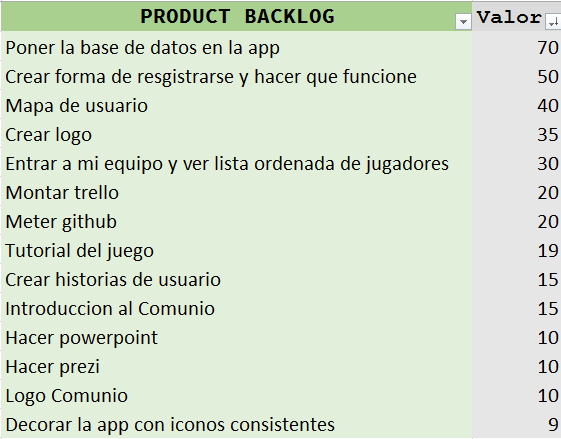 PRODUCT BACKLOG Valor
Poner la base de datos en la app 70
Crear forma de resgistrarse y hacer que funcione 50
Mapa de usuario 40
Crear logo 35
Entrar a mi equipo y ver lista ordenada de jugadores 30
Montar trello 20
Meter github 20
Tutorial del juego 19
Crear historias de usuario 15
Introduccion al Comunio 15
Hacer powerpoint 10
Hacer prezi 10
Logo Comunio 10
Decorar la app con iconos consistentes 9